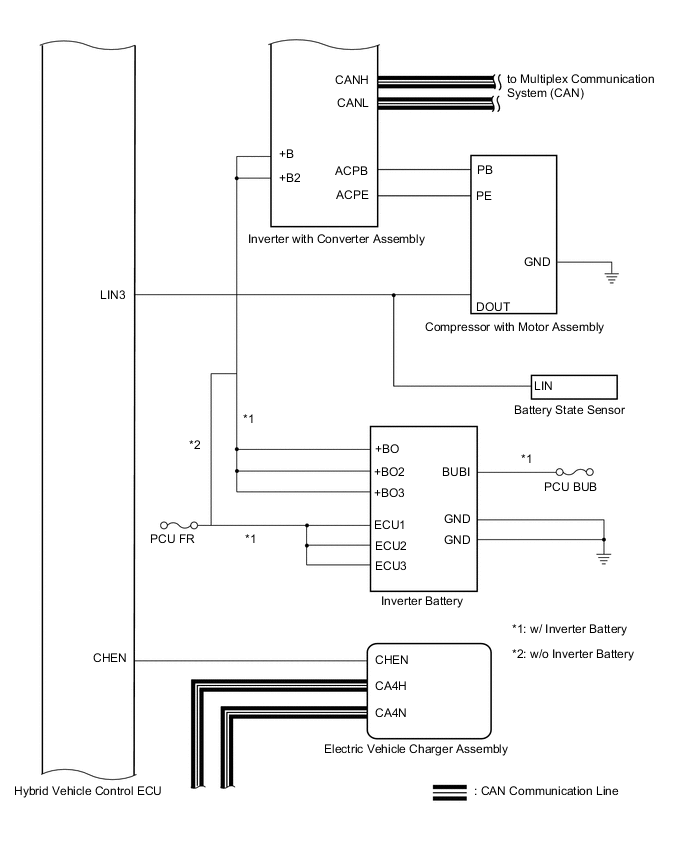 CANH
CANL
to Multiplex Communication
System (CAN)
+B
+B2
ACPB
ACPE
PB
PE
Inverter with Converter Assembly
GND
LIN3
DOUT
Compressor with Motor Assembly
LIN
Battery State Sensor
*1
*2
+BO
+BO2
+BO3
BUBI
*1
PCU BUB
ECU1
ECU2
ECU3
GND
GND
PCU FR
*1
Inverter Battery
*1: w/ Inverter Battery
*2: w/o Inverter Battery
CHEN
CHEN
CA4H
CA4N
Electric Vehicle Charger Assembly
Hybrid Vehicle Control ECU
: CAN Communication Line